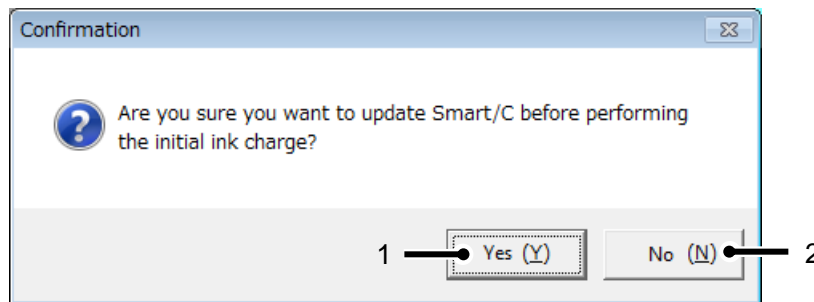 Confirmation
Are you sure you want to update Smart/C before performing
the initial ink charge?
1 Yes (Y) No (N) 2